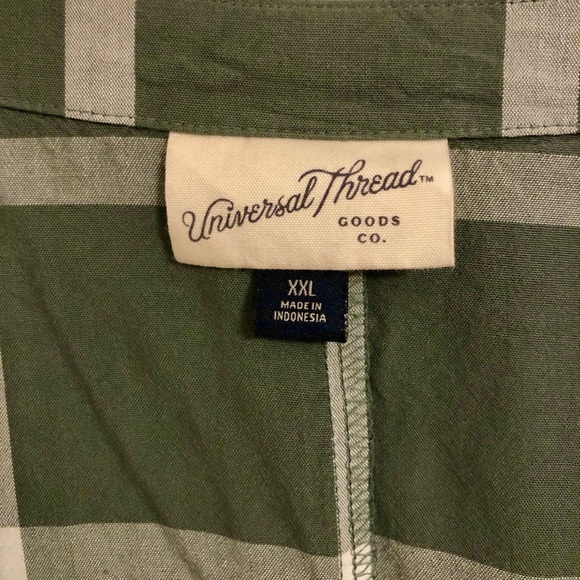 Universal Thread™
GOODS
CO.
XXL
MADE IN
INDONESIA